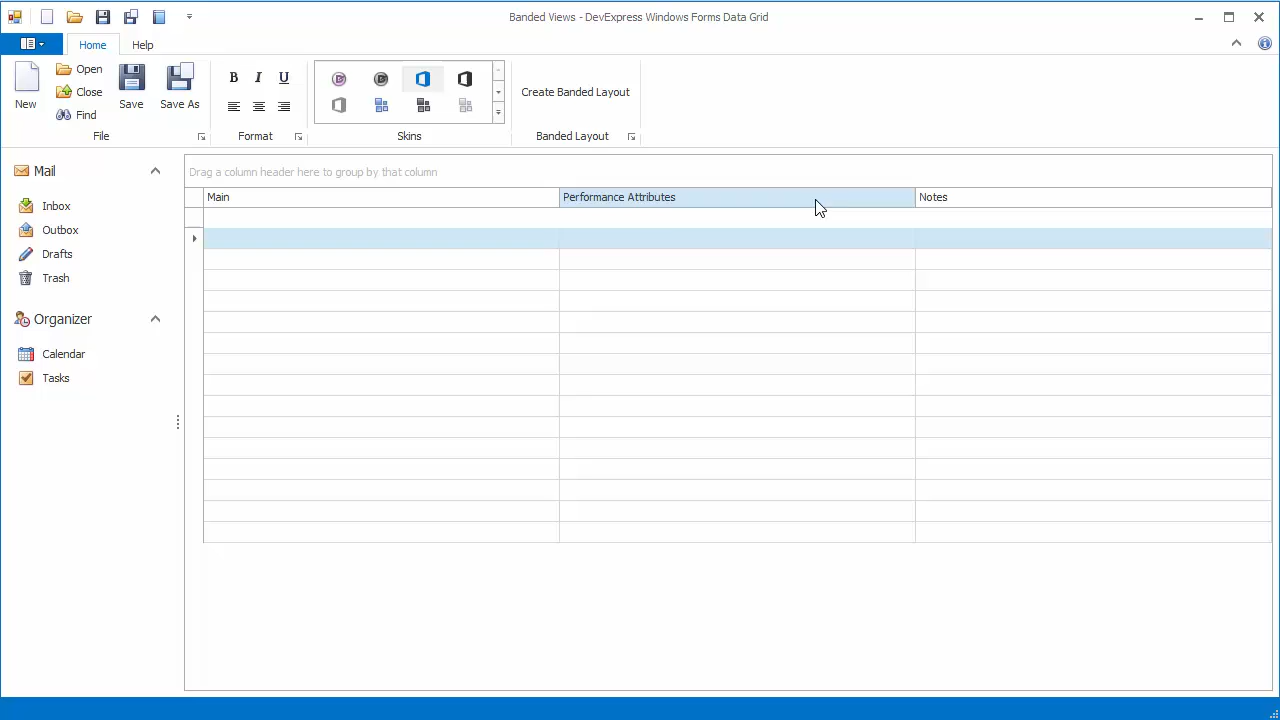 Banded Views - DevExpress Windows Forms Data Grid
Home Help
New
Open
Close
Find
Save
Save As
B I U
Create Banded Layout
File
Format
Skins
Banded Layout
Mail
Inbox
Outbox
Drafts
Trash
Organizer
Calendar
Tasks
Drag a column header here to group by that column
Main Performance Attributes Notes